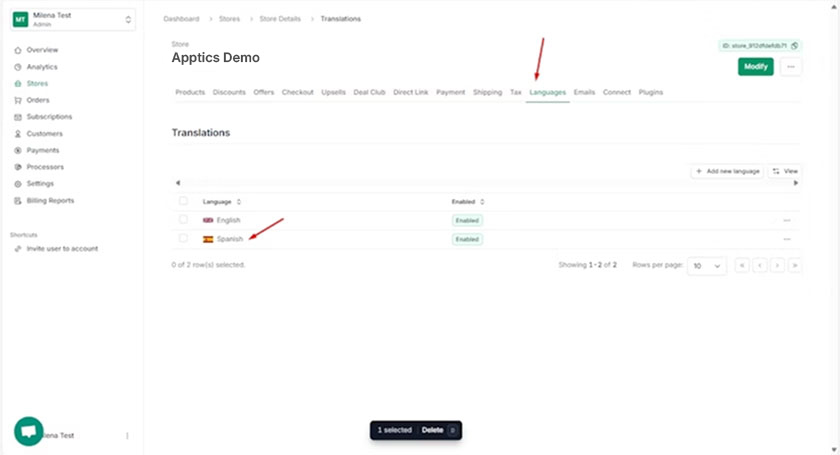 MT Milena Test
Admin
Dashboard > Stores > Store Details > Translations
Store
Apptics Demo
Modify
Overview
Analytics
Stores
Orders
Subscriptions
Customers
Payments
Processors
Settings
Billing Reports
Shortcuts
Invite user to account
Products Discounts Offers Checkout Upsells Deal Club Direct Link Payment Shipping Tax Languages Emails Connect Plugins
Translations
+ Add new language View
Language Enabled
English Enabled
Spanish Enabled
0 of 2 row(s) selected. Showing 1-2 of 2 Rows per page: 10
1 selected Delete
Test